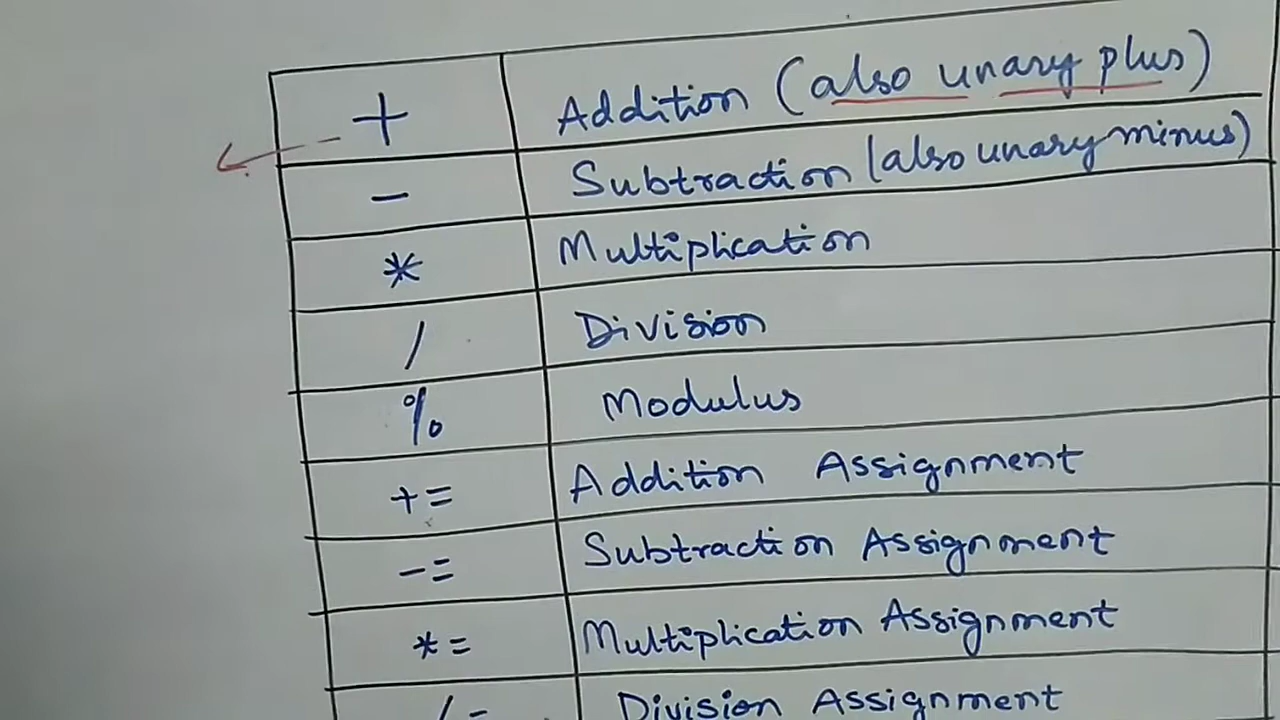 + Addition (also unary plus)
- Subtraction (also unary minus)
* Multiplication
/ Division
% Modulus
+= Addition Assignment
-= Subtraction Assignment
*= Multiplication Assignment
/= Division Assignment